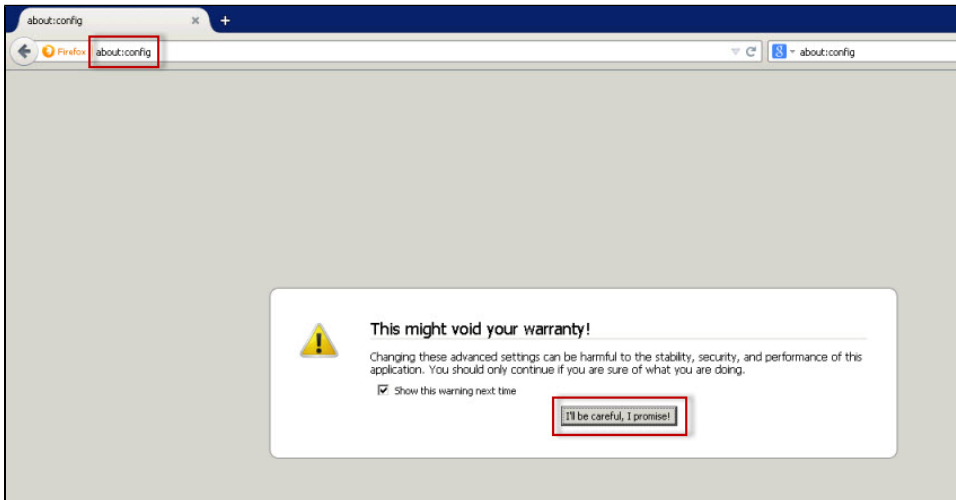 about:config
Firefox about:config
about:config
This might void your warranty!
Changing these advanced settings can be harmful to the stability, security, and performance of this
application. You should only continue if you are sure of what you are doing.
Show this warning next time
I'll be careful, I promise!